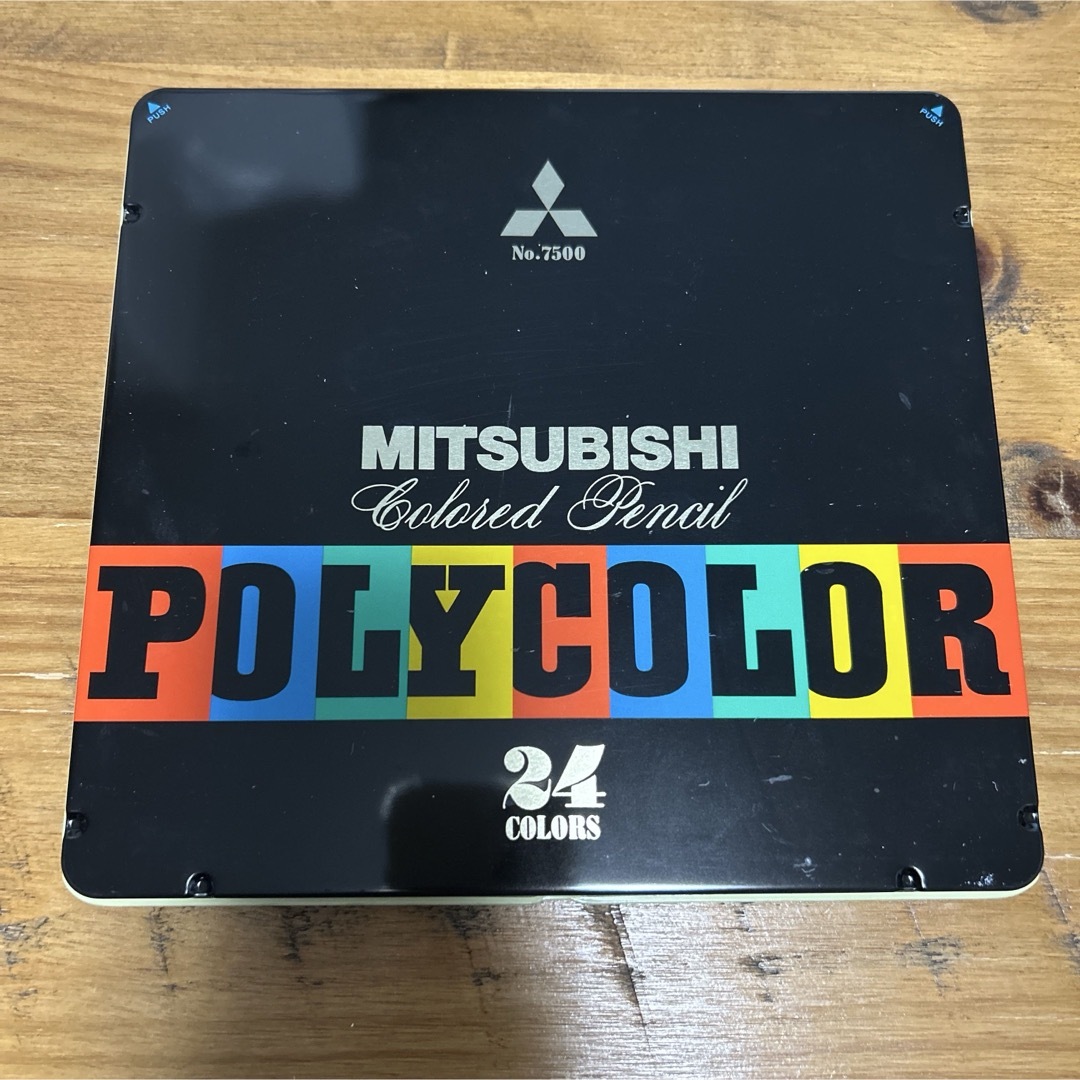 PUSH
PUSH
No.7500
MITSUBISHI
Colored Pencil
POLYCOLOR
24
COLORS